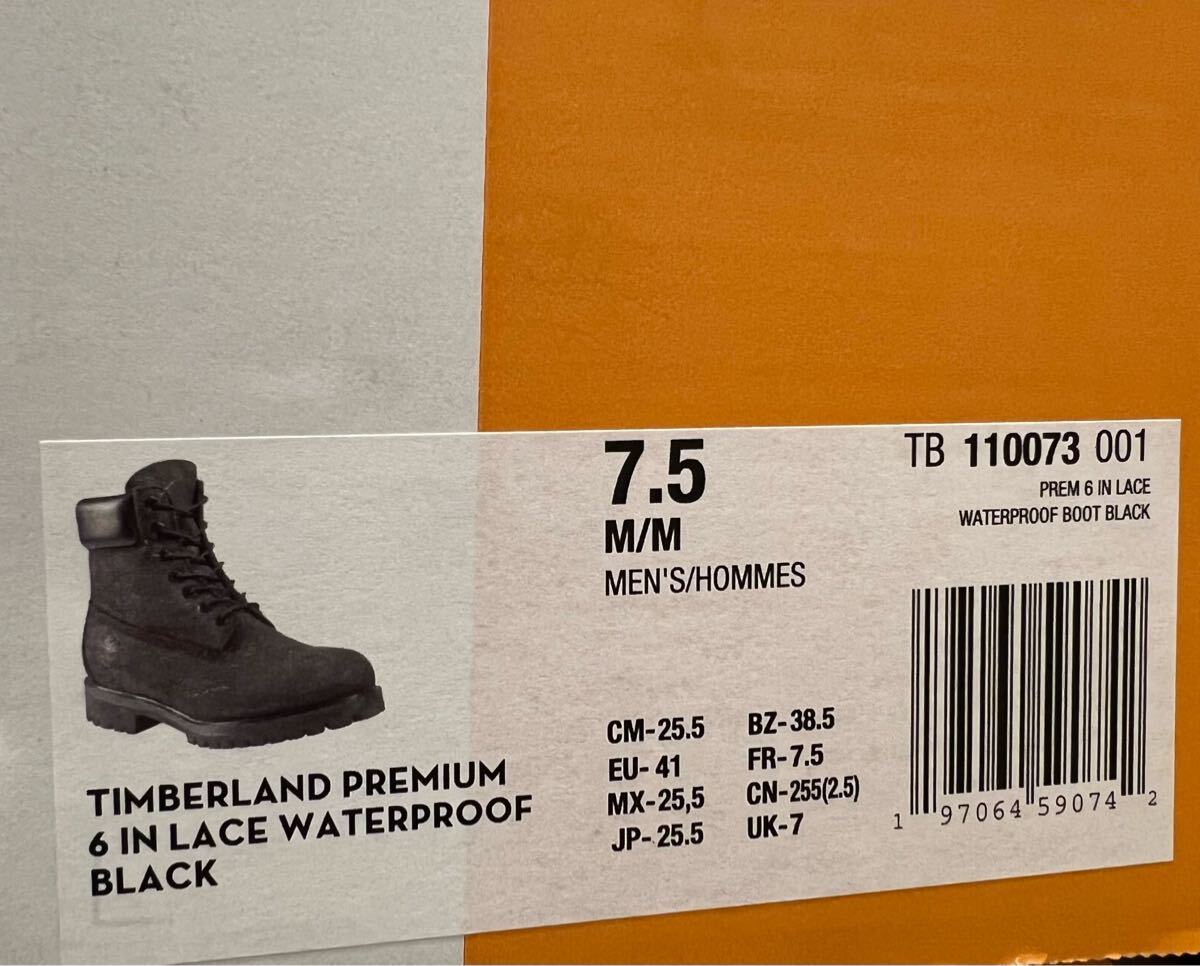 TIMBERLAND PREMIUM
6 IN LACE WATERPROOF
BLACK
7.5
M/M
MEN'S/HOMMES
CM-25.5
EU- 41
MX-25,5
JP- 25.5
BZ-38.5
FR-7.5
CN-255(2.5)
UK-7
TB 110073 001
PREM 6 IN LACE
WATERPROOF BOOT BLACK
1 97064 59074 2